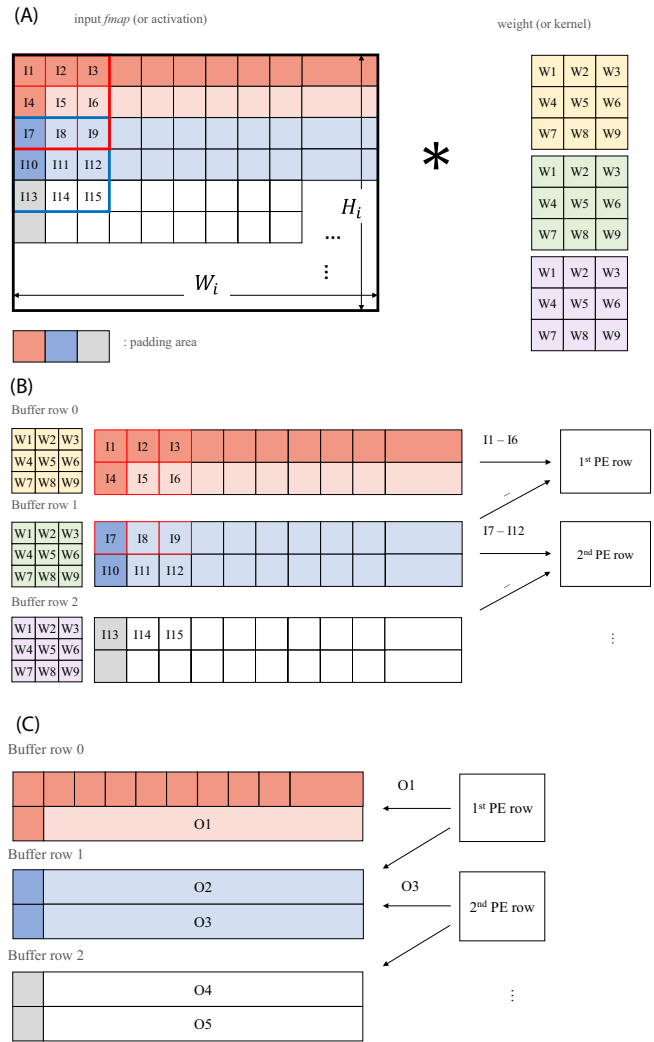 (A)
input fmap (or activation)
weight (or kernel)
I1 I2 I3
I4 I5 I6
I7 I8 I9
I10 I11 I12
I13 I14 I15
H_i
...
⋮
W_i
*
W1 W2 W3
W4 W5 W6
W7 W8 W9
W1 W2 W3
W4 W5 W6
W7 W8 W9
W1 W2 W3
W4 W5 W6
W7 W8 W9
: padding area
(B)
Buffer row 0
W1 W2 W3
W4 W5 W6
W7 W8 W9
I1 I2 I3
I4 I5 I6
I1 – I6
1st PE row
Buffer row 1
W1 W2 W3
W4 W5 W6
W7 W8 W9
I7 I8 I9
I10 I11 I12
I7 – I12
2nd PE row
Buffer row 2
W1 W2 W3
W4 W5 W6
W7 W8 W9
I13 I14 I15
⋮
(C)
Buffer row 0
O1
O1
1st PE row
Buffer row 1
O2
O3
O3
2nd PE row
Buffer row 2
O4
O5
⋮